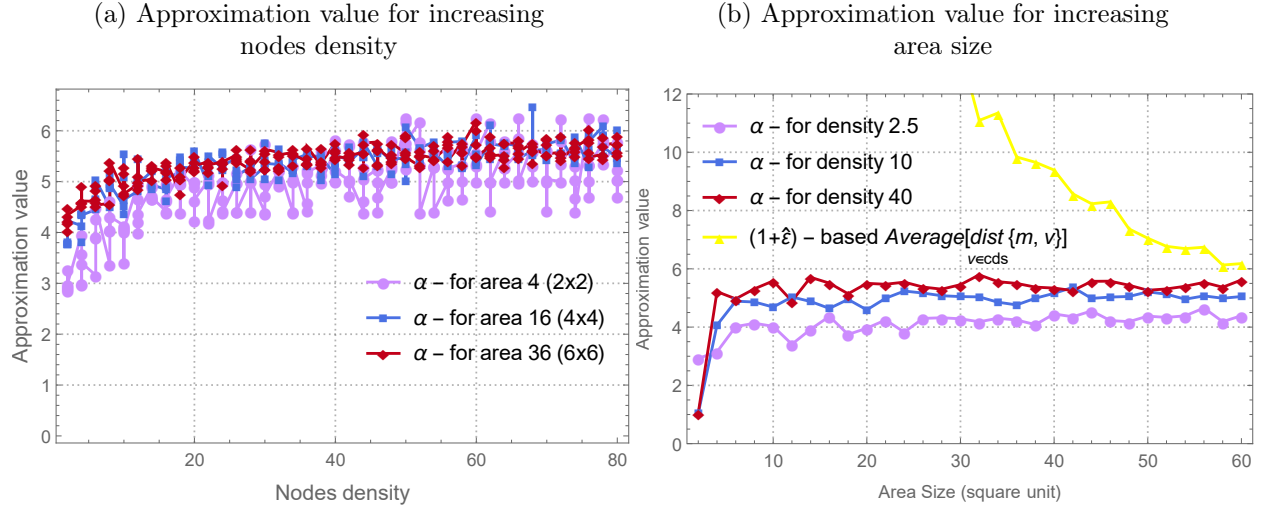 (a) Approximation value for increasing
nodes density
6
5
4
3
2
1
0
20
40
60
80
Approximation value
Nodes density
α – for area 4 (2x2)
α – for area 16 (4x4)
α – for area 36 (6x6)
(b) Approximation value for increasing
area size
12
10
8
6
4
2
0
10
20
30
40
50
60
Approximation value
Area Size (square unit)
α – for density 2.5
α – for density 10
α – for density 40
(1+ε̂) – based Average[dist {m, v}]
v∈cds